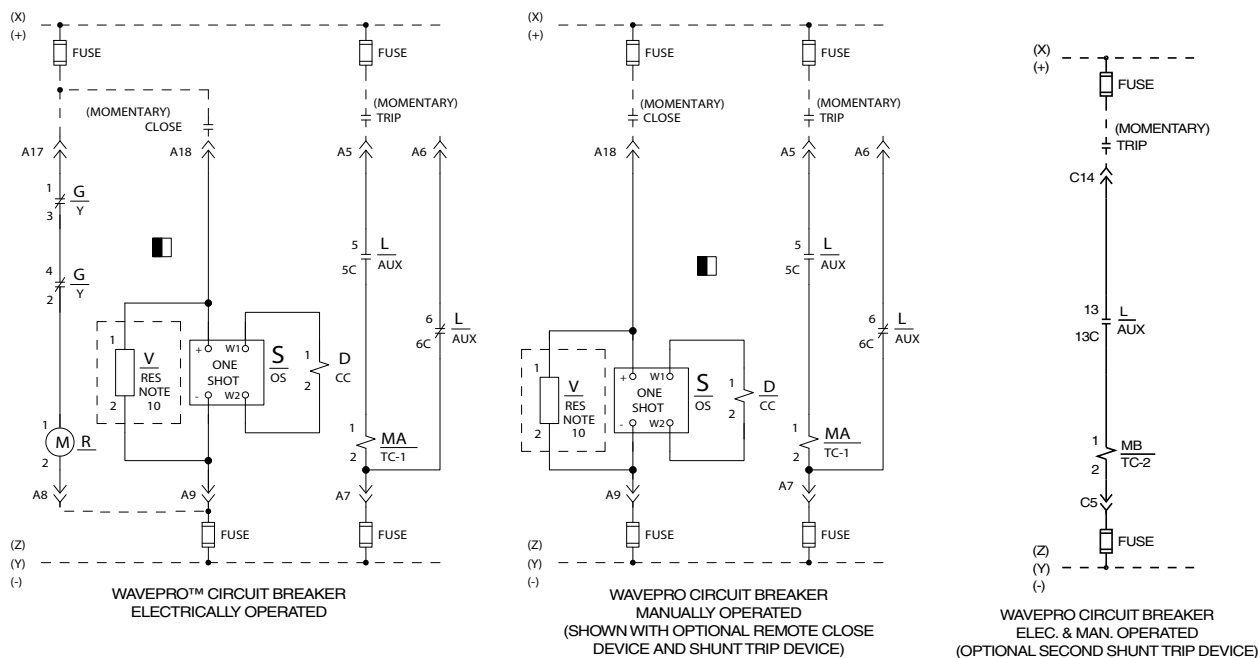 (X)
(+)
FUSE
FUSE
(MOMENTARY)
CLOSE
(MOMENTARY)
TRIP
A17
A18
A5
A6
1
G
3
Y
4
G
2
Y
5
L
5C
AUX
6
L
6C
AUX
1
V
RES
NOTE
10
2
+
W1
ONE
SHOT
-
W2
S
OS
1
D
2
CC
1
M
R
2
1
MA
2
TC-1
A8
A9
A7
FUSE
FUSE
(Z)
(Y)
(-)
WAVEPRO™ CIRCUIT BREAKER
ELECTRICALLY OPERATED
(X)
(+)
FUSE
FUSE
(MOMENTARY)
CLOSE
(MOMENTARY)
TRIP
A18
A5
A6
5
L
5C
AUX
6
L
6C
AUX
1
V
RES
NOTE
10
2
+
W1
ONE
SHOT
-
W2
S
OS
1
D
2
CC
1
MA
2
TC-1
A9
A7
FUSE
FUSE
(Z)
(Y)
(-)
WAVEPRO CIRCUIT BREAKER
MANUALLY OPERATED
(SHOWN WITH OPTIONAL REMOTE CLOSE
DEVICE AND SHUNT TRIP DEVICE)
(X)
(+)
FUSE
(MOMENTARY)
TRIP
C14
13
L
13C
AUX
1
MB
2
TC-2
C5
FUSE
(Z)
(Y)
(-)
WAVEPRO CIRCUIT BREAKER
ELEC. & MAN. OPERATED
(OPTIONAL SECOND SHUNT TRIP DEVICE)